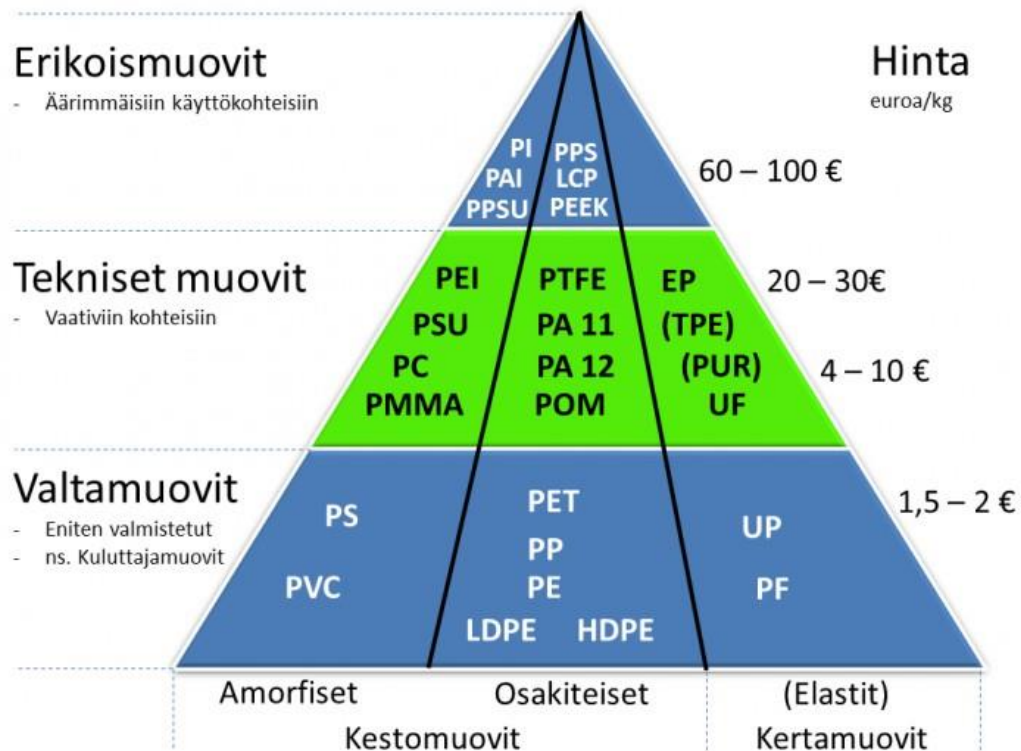 Erikoismuovit
- Äärimmäisiin käyttökohteisiin
Hinta
euroa/kg
PI PPS
PAI LCP
PPSU PEEK
60 – 100 €
Tekniset muovit
- Vaativiin kohteisiin
PEI PTFE EP
PSU PA 11 (TPE)
PC PA 12 (PUR)
PMMA POM UF
20 – 30€
4 – 10 €
Valtamuovit
- Eniten valmistetut
- ns. Kuluttajamuovit
PS PET UP
PP
PVC PE PF
LDPE HDPE
1,5 – 2 €
Amorfiset Osakiteiset (Elastit)
Kestomuovit Kertamuovit